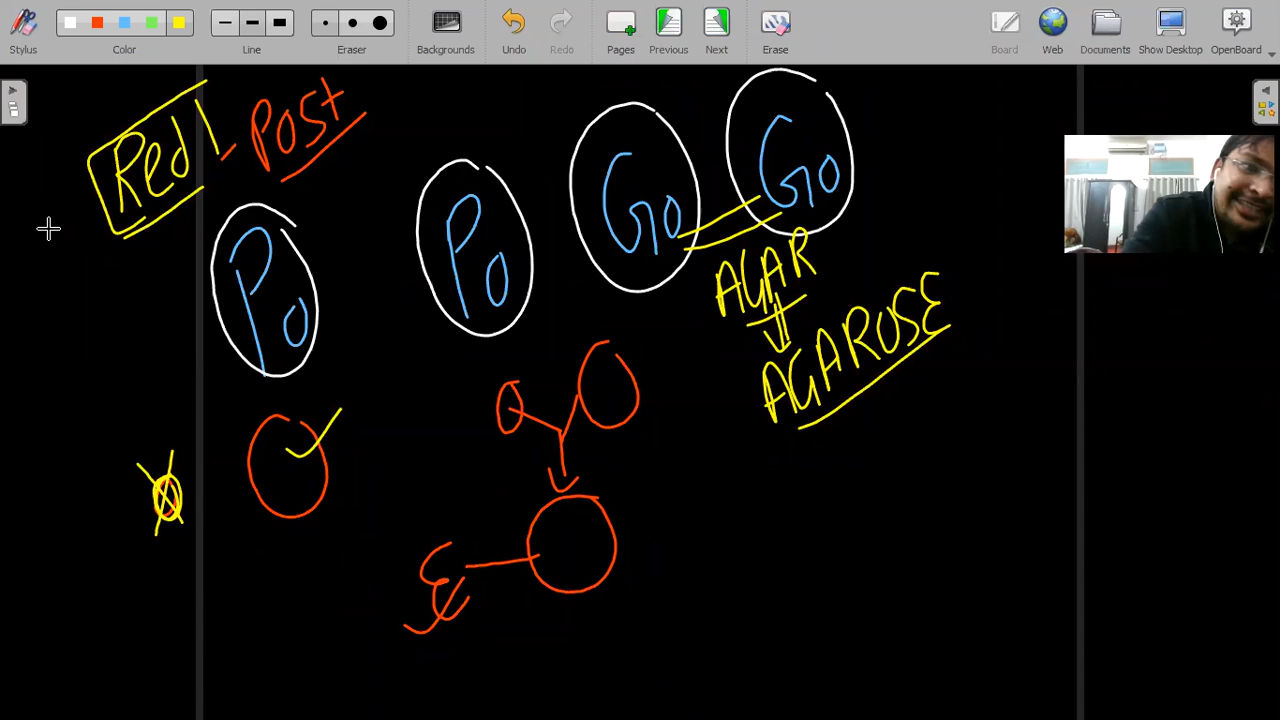 Stylus
Color
Line
Eraser
Backgrounds
Undo
Redo
Pages
Previous
Next
Erase
Board
Web
Documents
Show Desktop
OpenBoard
Red - Post
Po
Po
Go
Go
AGAR
AGAROSE